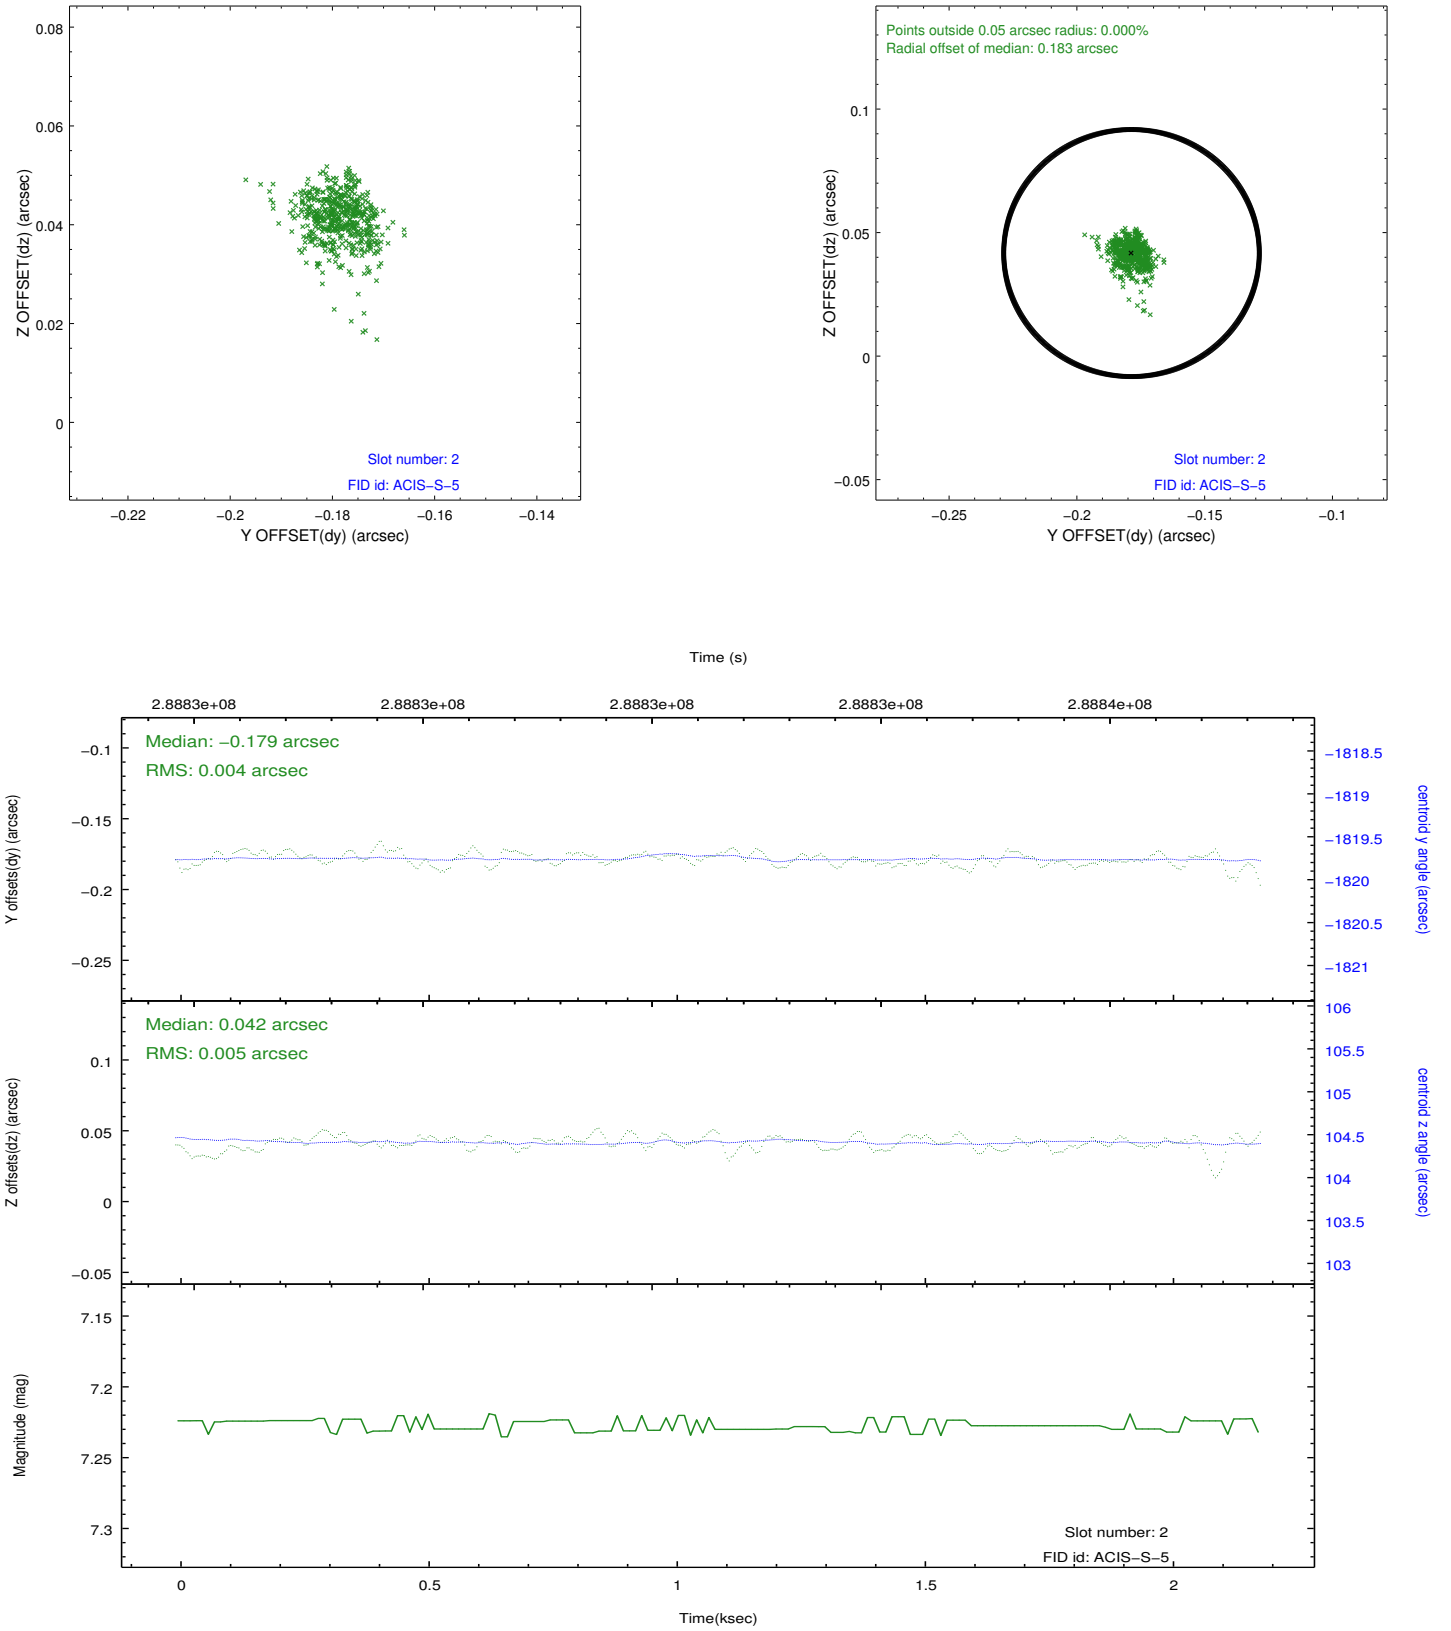 0.08
0.06
0.04
0.02
0
Z OFFSET(dz) (arcsec)
Slot number: 2
FID id: ACIS−S−5
−0.22
−0.2
−0.18
−0.16
−0.14
Y OFFSET(dy) (arcsec)
Points outside 0.05 arcsec radius: 0.000%
Radial offset of median: 0.183 arcsec
0.1
0.05
0
−0.05
Z OFFSET(dz) (arcsec)
Slot number: 2
FID id: ACIS−S−5
−0.25
−0.2
−0.15
−0.1
Y OFFSET(dy) (arcsec)
Time (s)
2.8883e+08
2.8883e+08
2.8883e+08
2.8883e+08
2.8884e+08
Median: −0.179 arcsec
RMS: 0.004 arcsec
−0.1
−0.15
−0.2
−0.25
Y offsets(dy) (arcsec)
−1818.5
−1819
−1819.5
−1820
−1820.5
−1821
centroid y angle (arcsec)
Median: 0.042 arcsec
RMS: 0.005 arcsec
0.1
0.05
0
−0.05
Z offsets(dz) (arcsec)
106
105.5
105
104.5
104
103.5
103
centroid z angle (arcsec)
7.15
7.2
7.25
7.3
Magnitude (mag)
Slot number: 2
FID id: ACIS−S−5
0
0.5
1
1.5
2
Time(ksec)